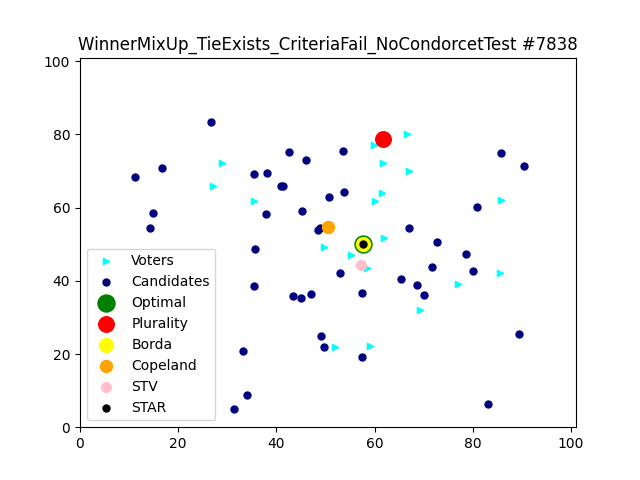 WinnerMixUp_TieExists_CriteriaFail_NoCondorcetTest #7838
100
80
60
40
20
0
Voters
Candidates
Optimal
Plurality
Borda
Copeland
STV
STAR
0 20 40 60 80 100